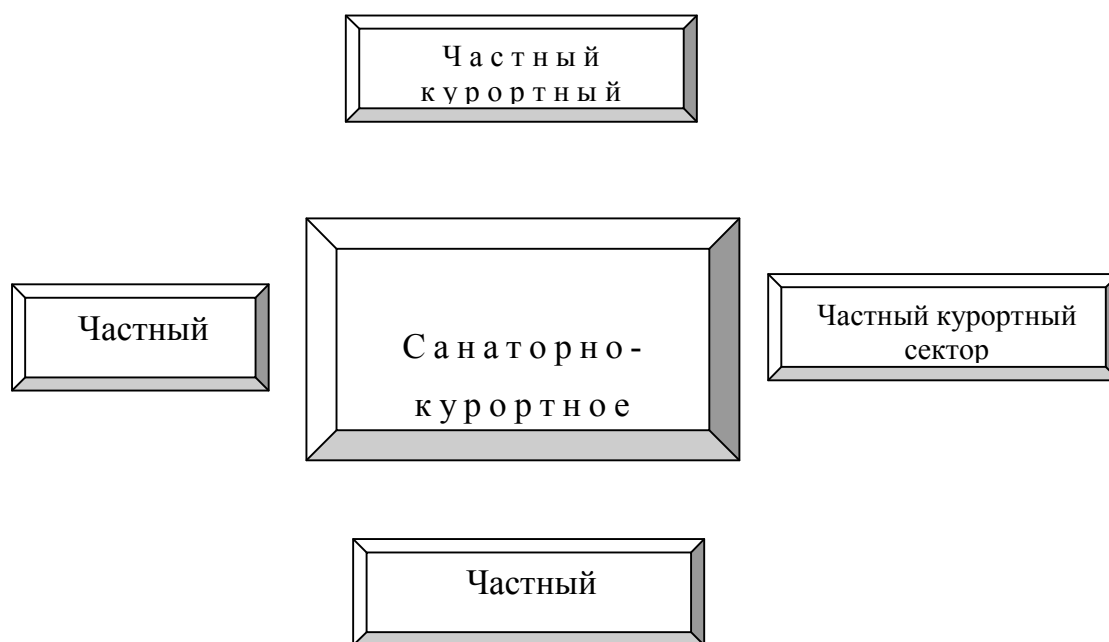 Частный
курортный
Частный
Санаторно-
курортное
Частный курортный
сектор
Частный